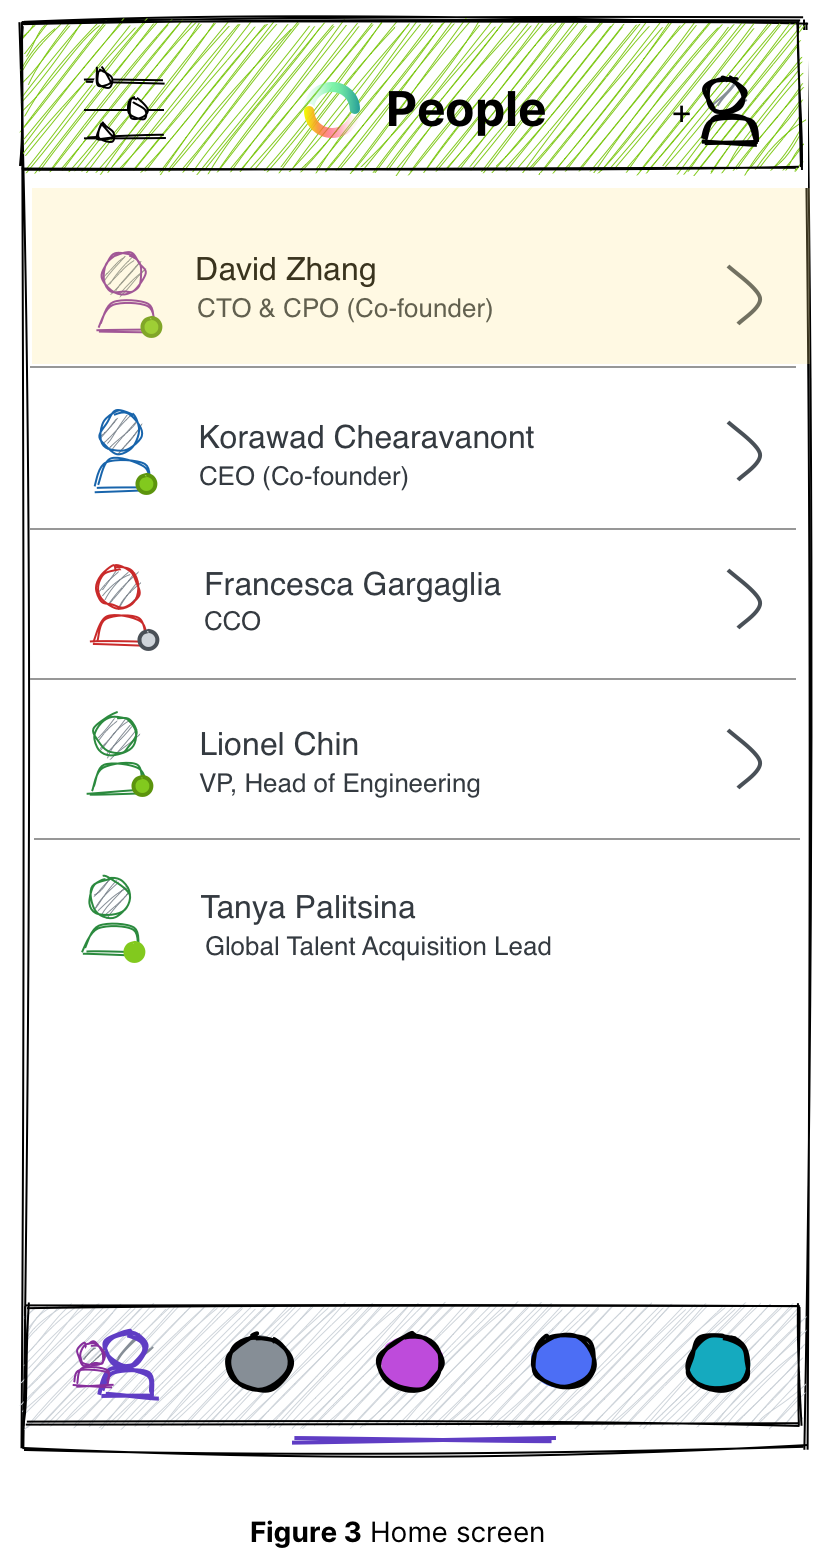 People
+
David Zhang
CTO & CPO (Co-founder)
Korawad Chearavanont
CEO (Co-founder)
Francesca Gargaglia
CCO
Lionel Chin
VP, Head of Engineering
Tanya Palitsina
Global Talent Acquisition Lead
Figure 3 Home screen